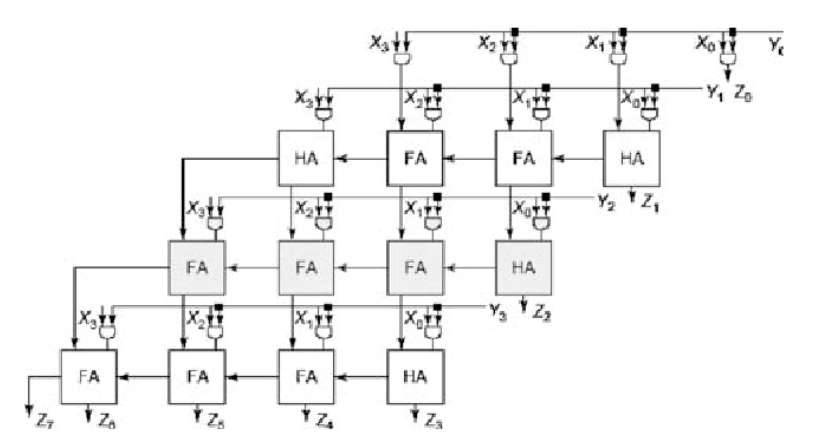 X3 X2 X1 X0 Y
X3 X2 X1 X0 Y1 Z0
HA FA FA HA
X3 X2 X1 X0 Y2 Z1
FA FA FA HA
X3 X2 X1 X0 Y3 Z2
FA FA FA HA
Z7 Z6 Z5 Z4 Z3